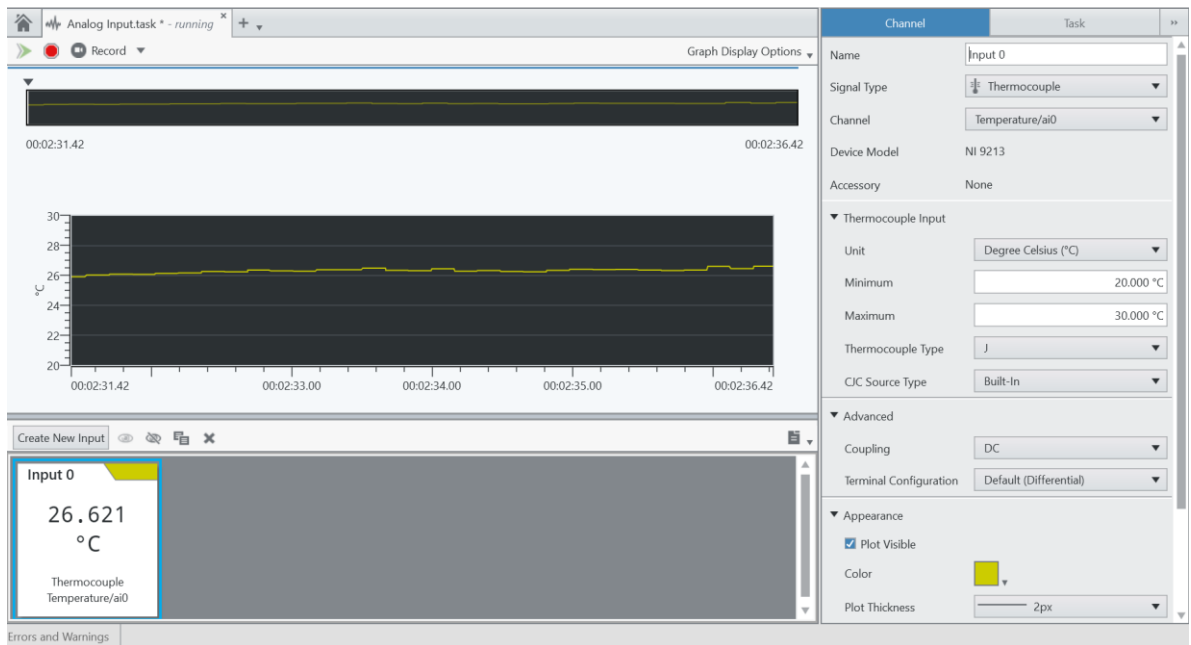 Analog Input.task * - running
Record
Graph Display Options
00:02:31.42 00:02:36.42
30
28
26
24
22
20
°C
00:02:31.42 00:02:33.00 00:02:34.00 00:02:35.00 00:02:36.42
Create New Input
Input 0
26.621
°C
Thermocouple
Temperature/ai0
Errors and Warnings
Channel Task
Name Input 0
Signal Type Thermocouple
Channel Temperature/ai0
Device Model NI 9213
Accessory None
Thermocouple Input
Unit Degree Celsius (°C)
Minimum 20.000 °C
Maximum 30.000 °C
Thermocouple Type J
CJC Source Type Built-In
Advanced
Coupling DC
Terminal Configuration Default (Differential)
Appearance
Plot Visible
Color
Plot Thickness 2px